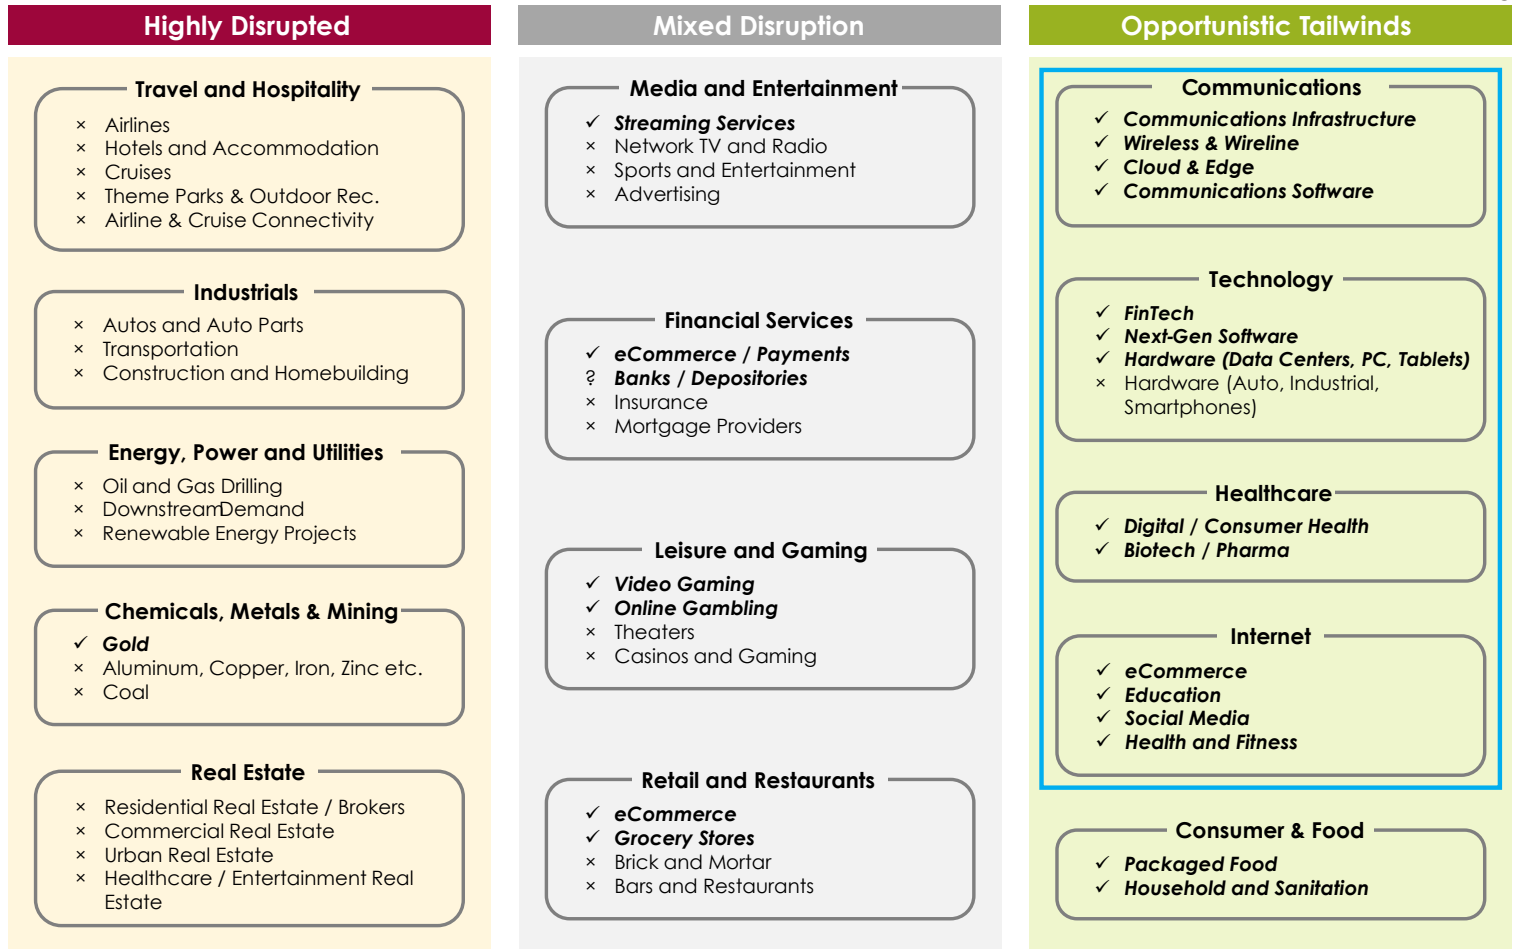 Highly Disrupted
Travel and Hospitality
× Airlines
× Hotels and Accommodation
× Cruises
× Theme Parks & Outdoor Rec.
× Airline & Cruise Connectivity
Industrials
× Autos and Auto Parts
× Transportation
× Construction and Homebuilding
Energy, Power and Utilities
× Oil and Gas Drilling
× DownstreamDemand
× Renewable Energy Projects
Chemicals, Metals & Mining
✓ Gold
× Aluminum, Copper, Iron, Zinc etc.
× Coal
Real Estate
× Residential Real Estate / Brokers
× Commercial Real Estate
× Urban Real Estate
× Healthcare / Entertainment Real
Estate
Mixed Disruption
Media and Entertainment
✓ Streaming Services
× Network TV and Radio
× Sports and Entertainment
× Advertising
Financial Services
✓ eCommerce / Payments
? Banks / Depositories
× Insurance
× Mortgage Providers
Leisure and Gaming
✓ Video Gaming
✓ Online Gambling
× Theaters
× Casinos and Gaming
Retail and Restaurants
✓ eCommerce
✓ Grocery Stores
× Brick and Mortar
× Bars and Restaurants
Opportunistic Tailwinds
Communications
✓ Communications Infrastructure
✓ Wireless & Wireline
✓ Cloud & Edge
✓ Communications Software
Technology
✓ FinTech
✓ Next-Gen Software
✓ Hardware (Data Centers, PC, Tablets)
× Hardware (Auto, Industrial,
Smartphones)
Healthcare
✓ Digital / Consumer Health
✓ Biotech / Pharma
Internet
✓ eCommerce
✓ Education
✓ Social Media
✓ Health and Fitness
Consumer & Food
✓ Packaged Food
✓ Household and Sanitation